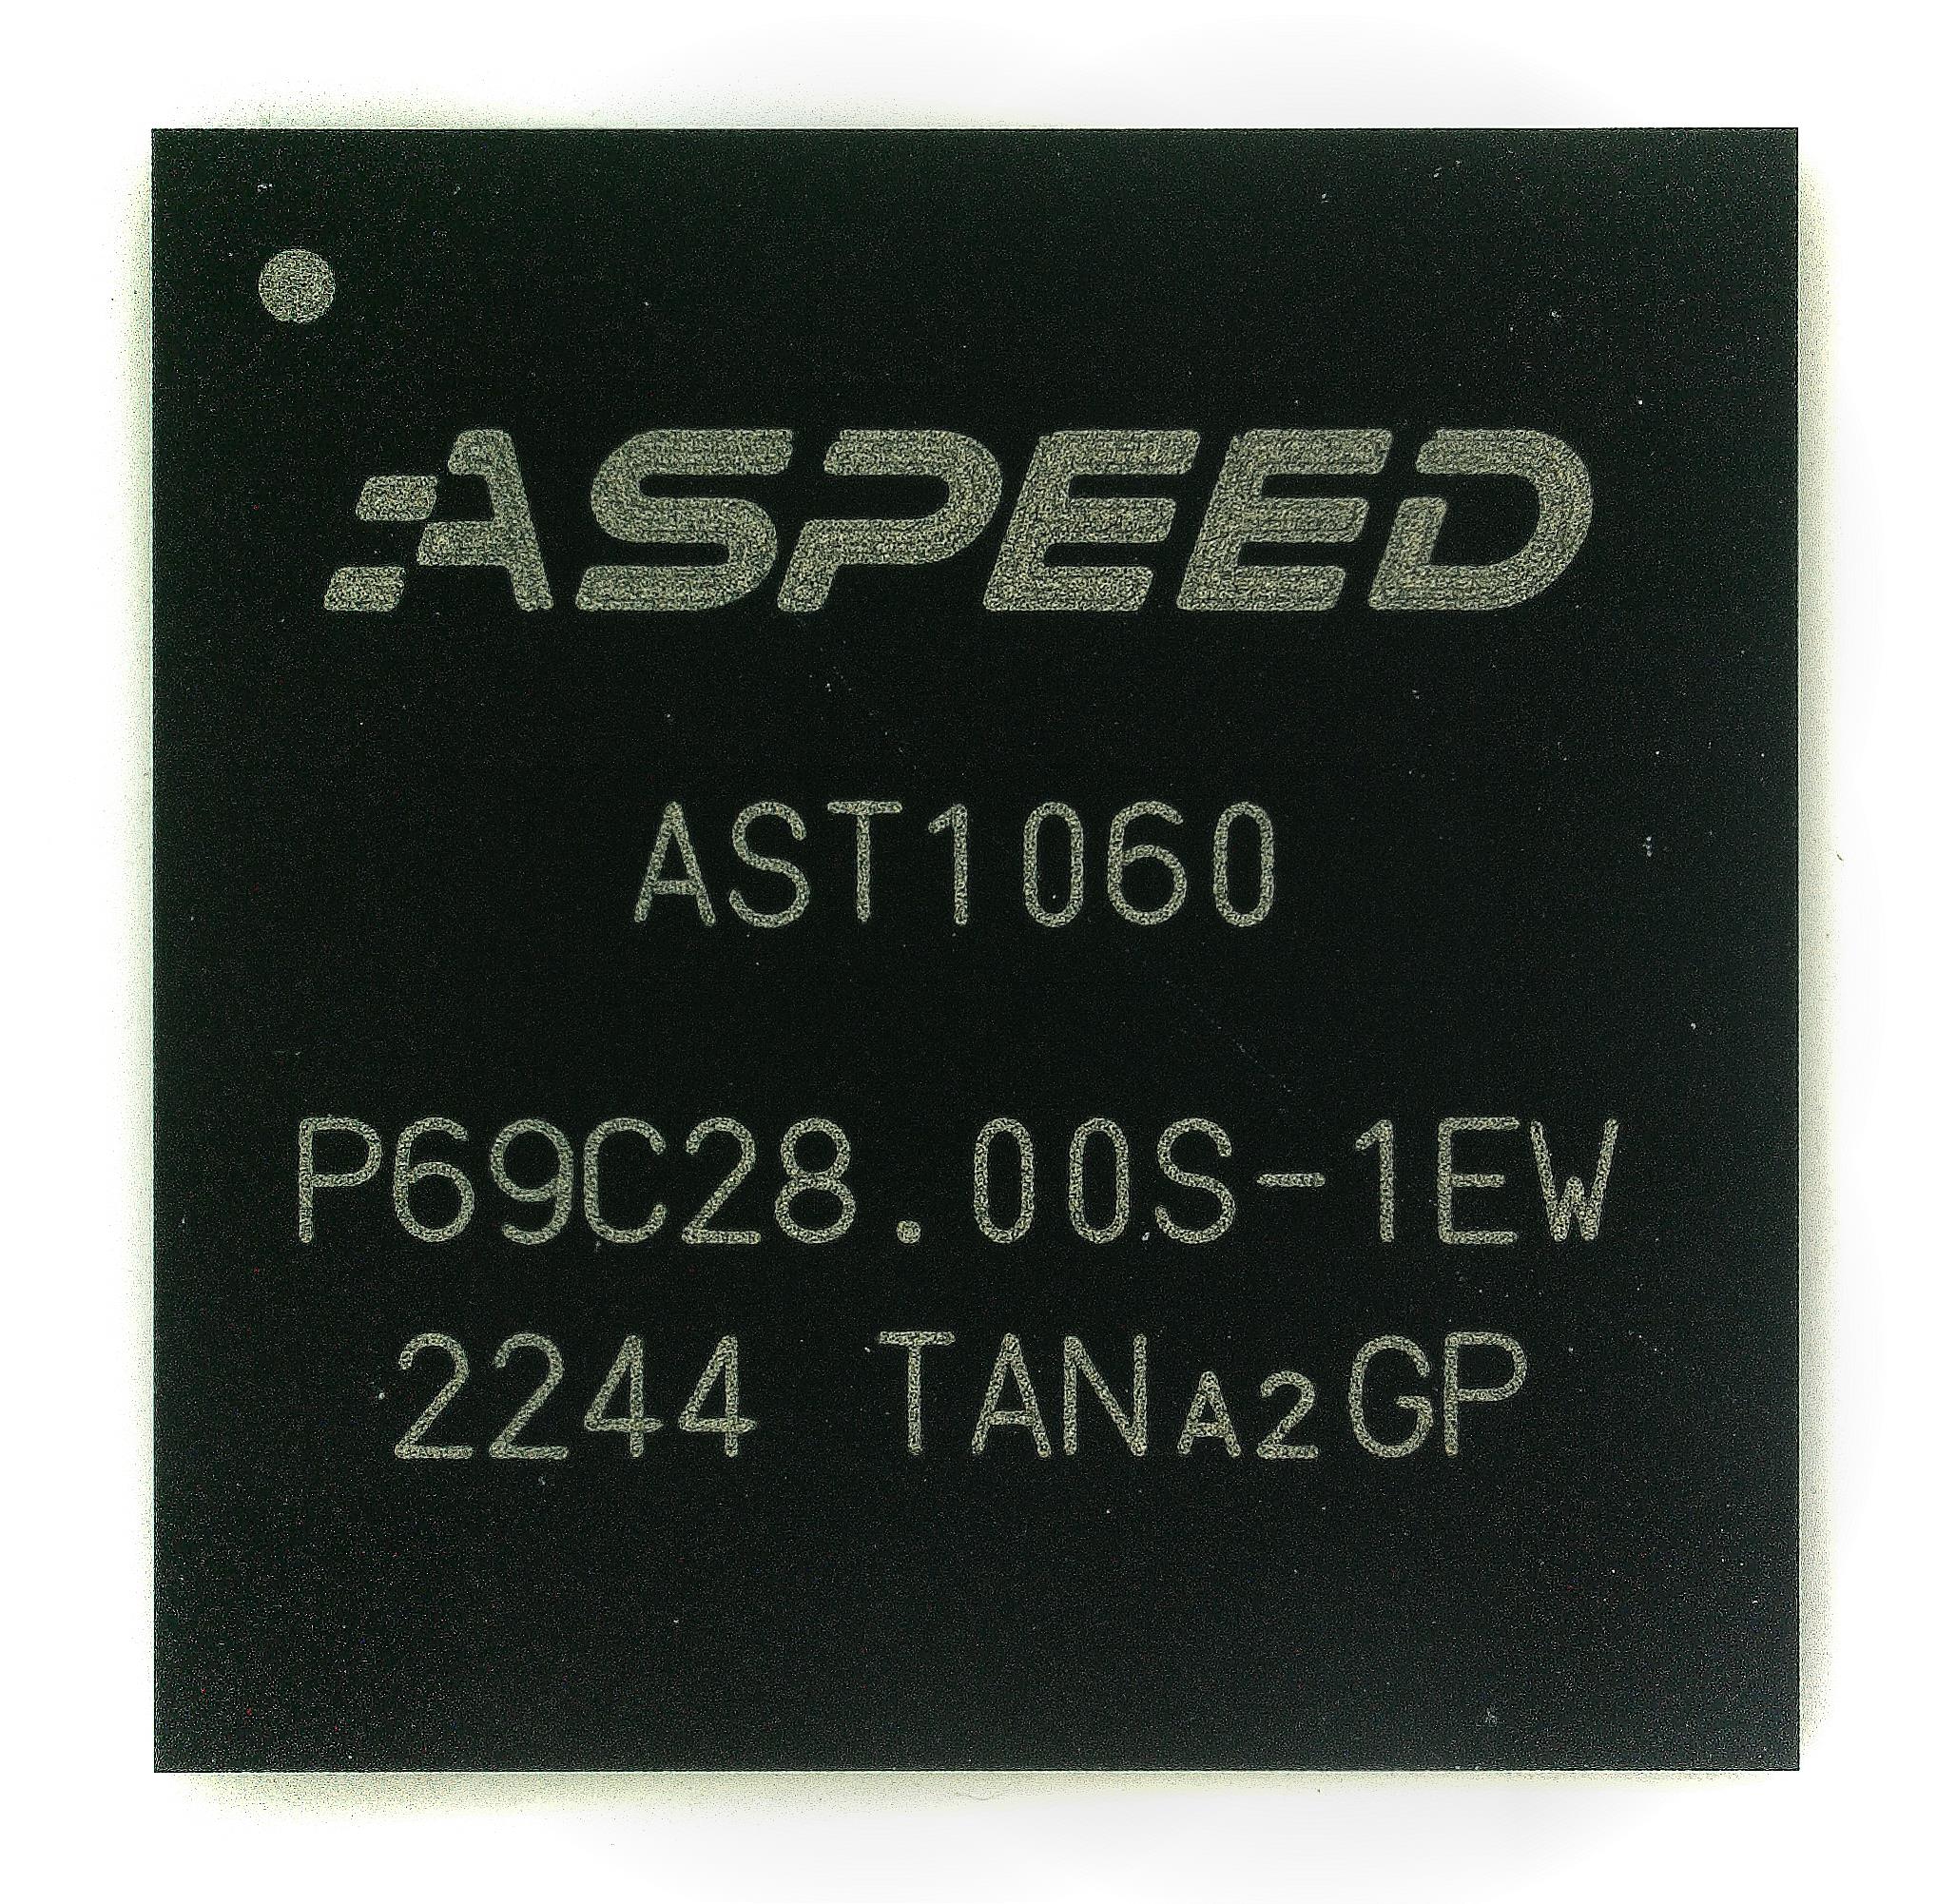 ASPEED
AST1060
P69C28.00S-1EW
2244 TANA2GP